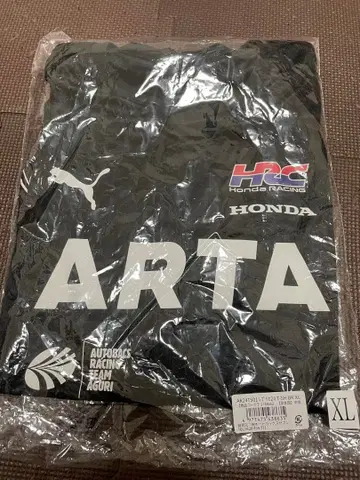 HRC
Honda RACING
HONDA
ARTA
AUTOBACS
RACING
TEAM
AGURI
XL